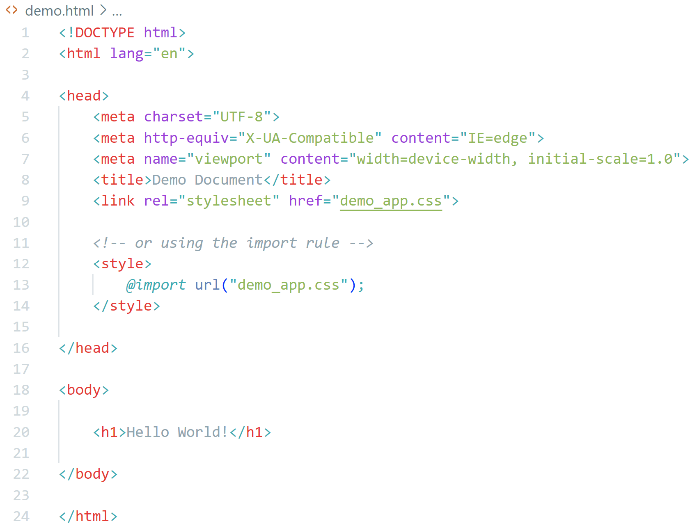 <> demo.html > ...
1 <!DOCTYPE html>
2 <html lang="en">
3
4 <head>
5 <meta charset="UTF-8">
6 <meta http-equiv="X-UA-Compatible" content="IE=edge">
7 <meta name="viewport" content="width=device-width, initial-scale=1.0">
8 <title>Demo Document</title>
9 <link rel="stylesheet" href="demo_app.css">
10
11 <!-- or using the import rule -->
12 <style>
13 @import url("demo_app.css");
14 </style>
15
16 </head>
17
18 <body>
19
20 <h1>Hello World!</h1>
21
22 </body>
23
24 </html>